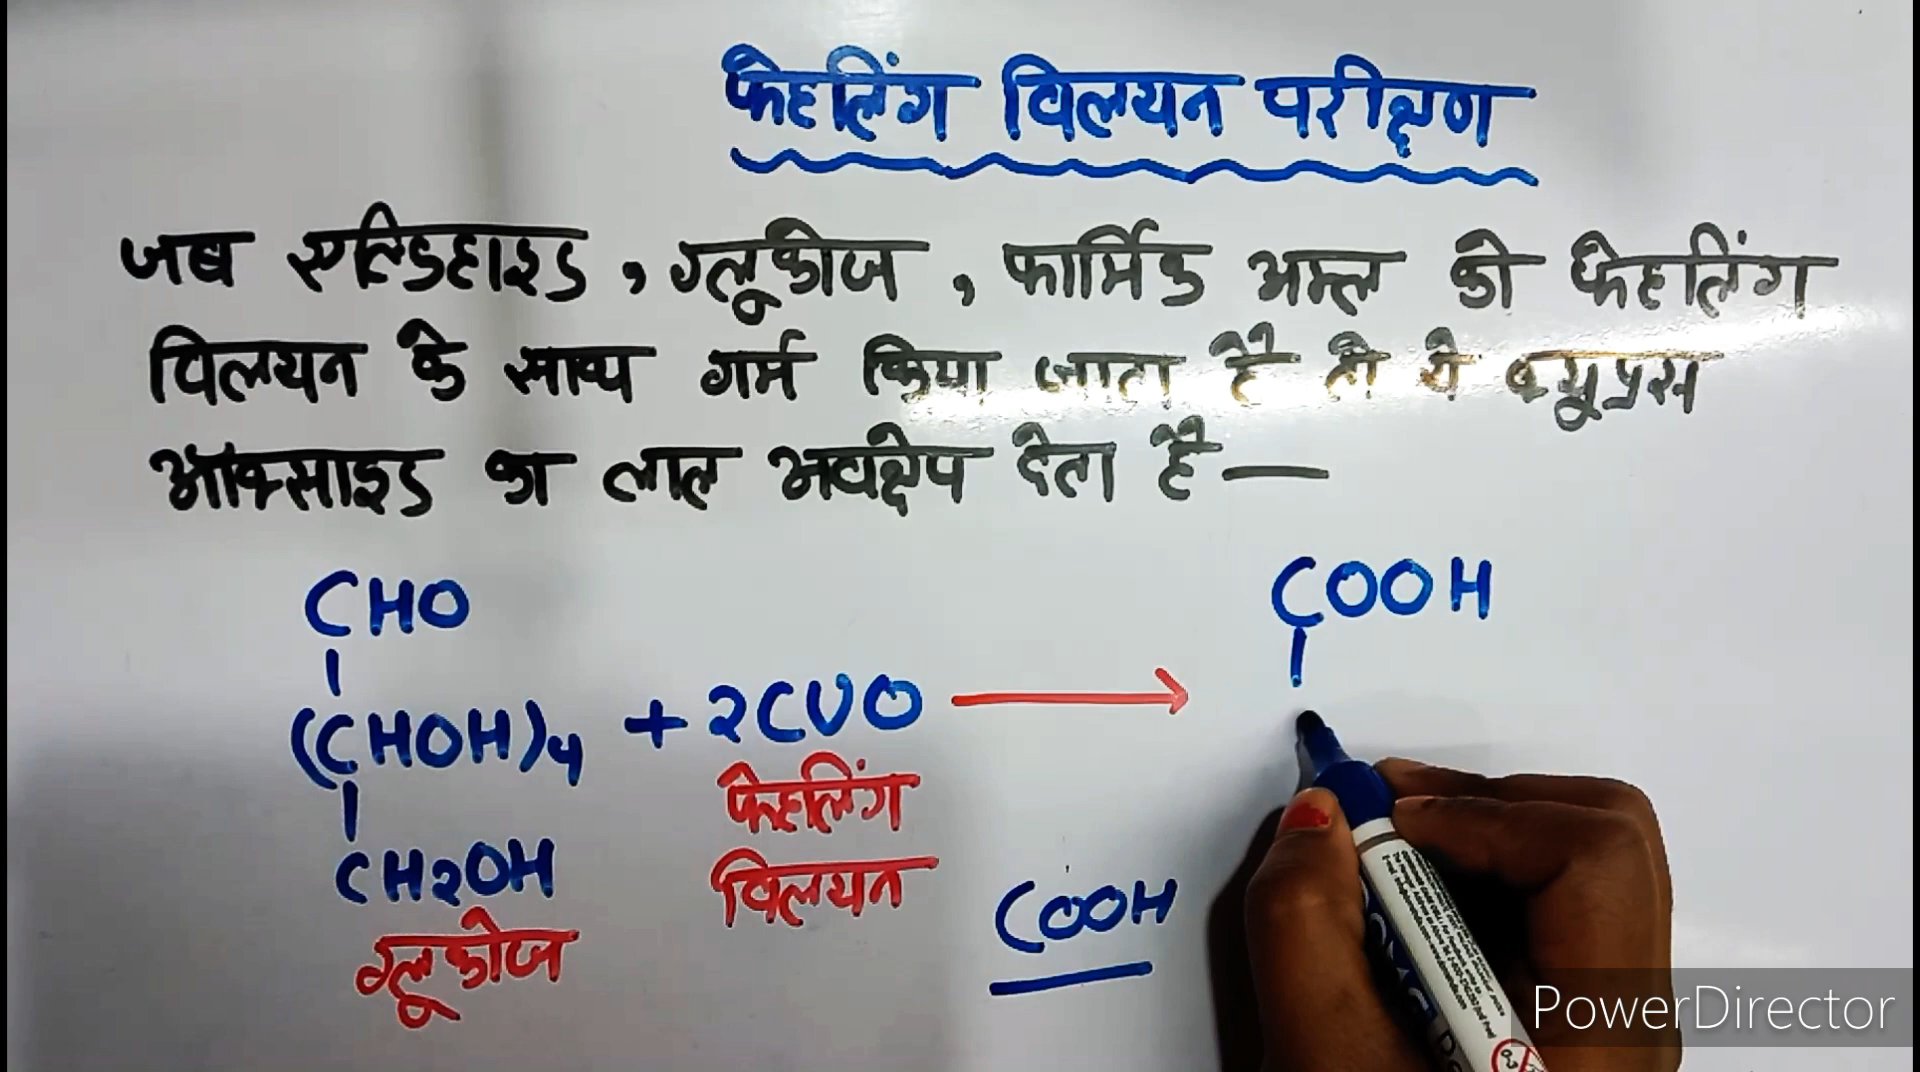 फेहलिंग विलयन परीक्षण
जब एल्डिहाइड, ग्लूकोज, फार्मिक अम्ल को फेहलिंग
विलयन के साथ गर्म किया जाता है तो ये क्यूप्रस
ऑक्साइड का लाल अवक्षेप देता है—
CHO
(CHOH)4 + 2CUO →
CH2OH
ग्लूकोज
फेहलिंग
विलयन
COOH
COOH
PowerDirector